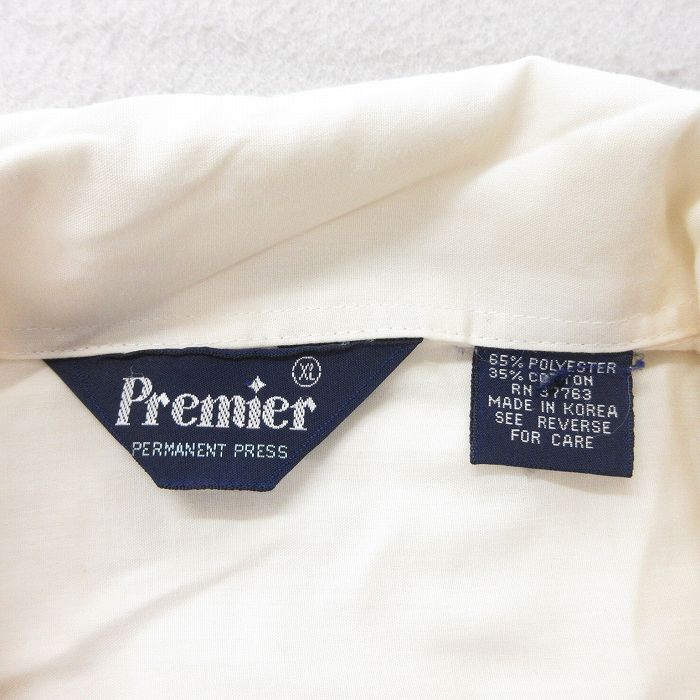 XL
Premier
PERMANENT PRESS
65% POLYESTER
35% COTTON
RN 37763
MADE IN KOREA
SEE REVERSE
FOR CARE